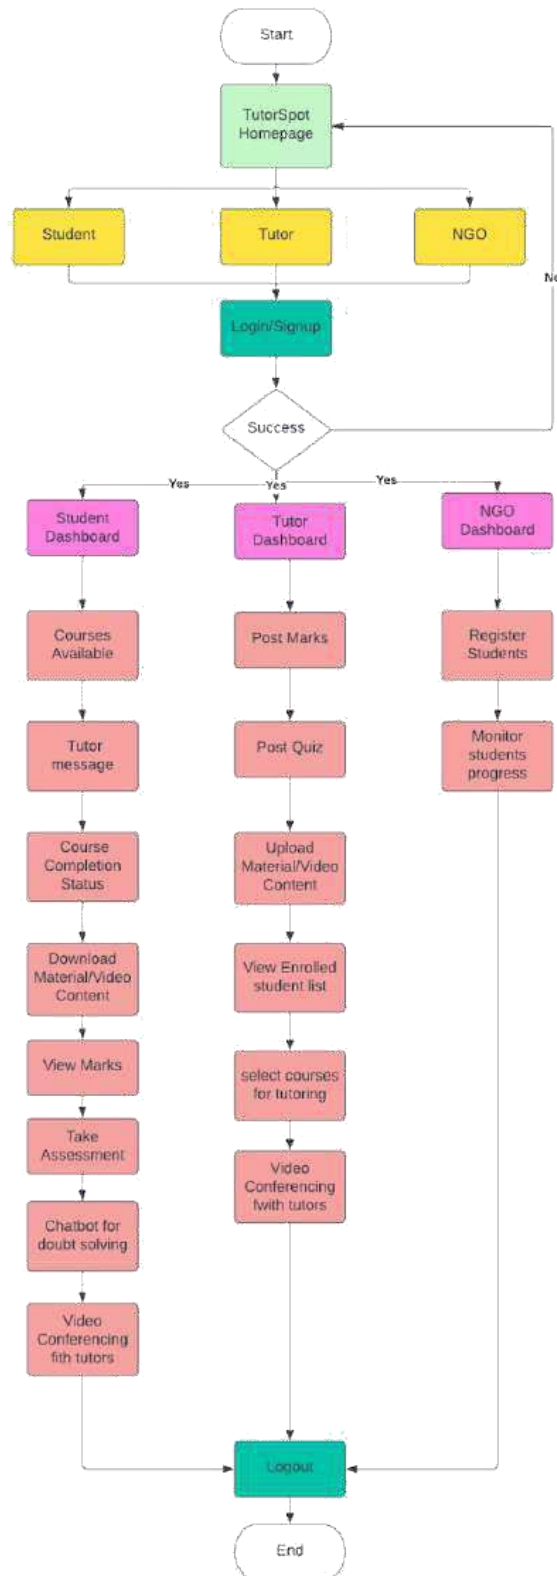 Start
TutorSpot
Homepage
Student
Tutor
NGO
Login/Signup
Success
Yes
Yes
Yes
Student
Dashboard
Tutor
Dashboard
NGO
Dashboard
Courses
Available
Post Marks
Register
Students
Tutor
message
Post Quiz
Monitor
students
progress
Course
Completion
Status
Upload
Material/Video
Content
Download
Material/Video
Content
View Enrolled
student list
View Marks
select courses
for tutoring
Take
Assessment
Video
Conferencing
fwith tutors
Chatbot for
doubt solving
Video
Conferencing
fith tutors
Logout
End